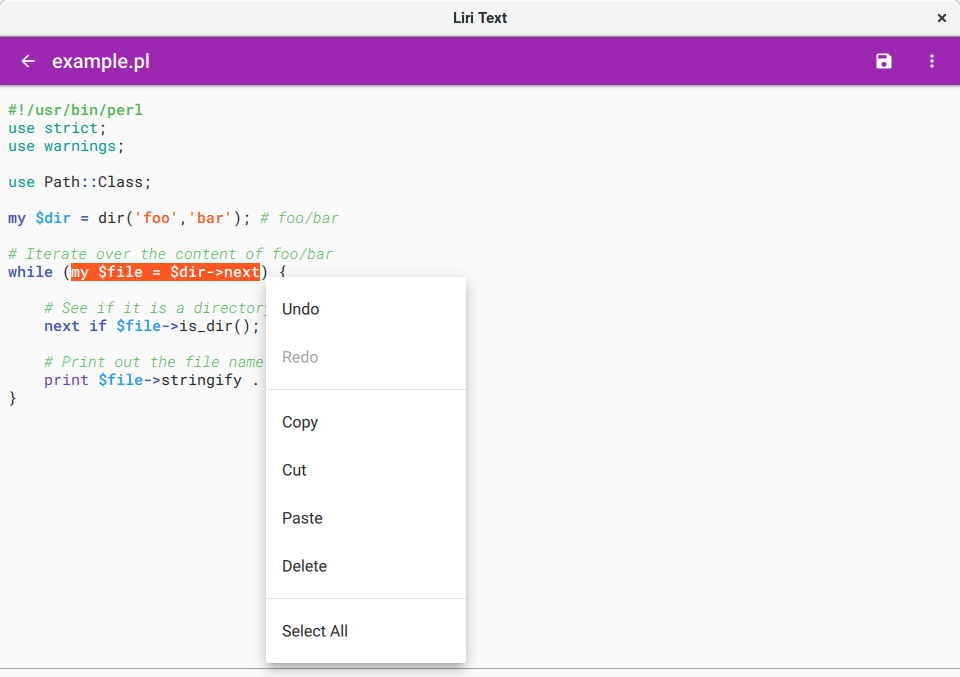 Liri Text
example.pl
#!/usr/bin/perl
use strict;
use warnings;
use Path::Class;
my $dir = dir('foo','bar'); # foo/bar
# Iterate over the content of foo/bar
while (my $file = $dir->next) {
# See if it is a directory
next if $file->is_dir();
# Print out the file name
print $file->stringify .
}
Undo
Redo
Copy
Cut
Paste
Delete
Select All